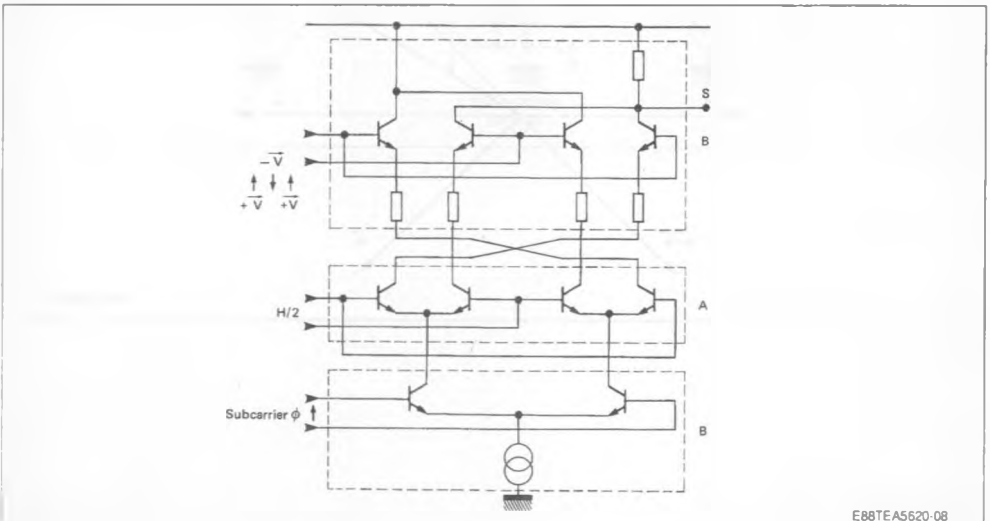 S
B
−V
+V +V
H/2
A
Subcarrier ϕ
B
E88TEA5620-08